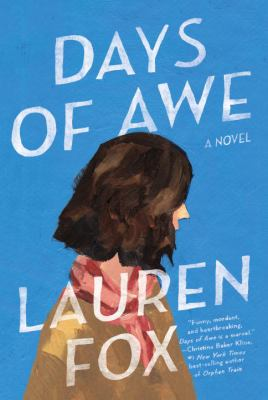 DAYS
OF AWE
A NOVEL
LAUREN
FOX
"Funny, mordant,
and heartbreaking,
Days of Awe is a marvel."
—Christina Baker Kline,
#1 New York Times
best-selling author
of Orphan Train